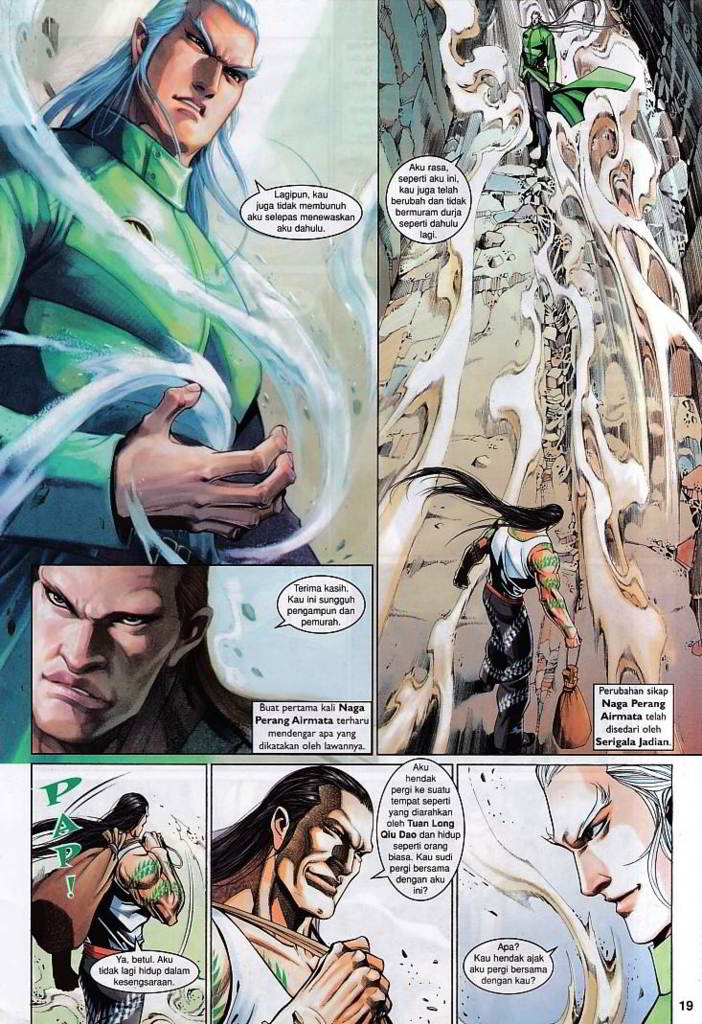 Lagipun, kau
juga tidak membunuh
aku selepas menewaskan
aku dahulu.
Aku rasa,
seperti aku ini,
kau juga telah
berubah dan tidak
bermuram durja
seperti dahulu
lagi.
Terima kasih.
Kau ini sungguh
pengampun dan
pemurah.
Buat pertama kali Naga
Perang Airmata terharu
mendengar apa yang
dikatakan oleh lawannya.
Perubahan sikap
Naga Perang
Airmata telah
disedari oleh
Serigala Jadian.
PAP!
Ya, betul. Aku
tidak lagi hidup dalam
kesengsaraan.
Aku
hendak
pergi ke suatu
tempat seperti
yang diarahkan
oleh Tuan Long
Qiu Dao dan hidup
seperti orang
biasa. Kau sudi
pergi bersama
dengan aku
ini?
Apa?
Kau hendak ajak
aku pergi bersama
dengan kau?
19